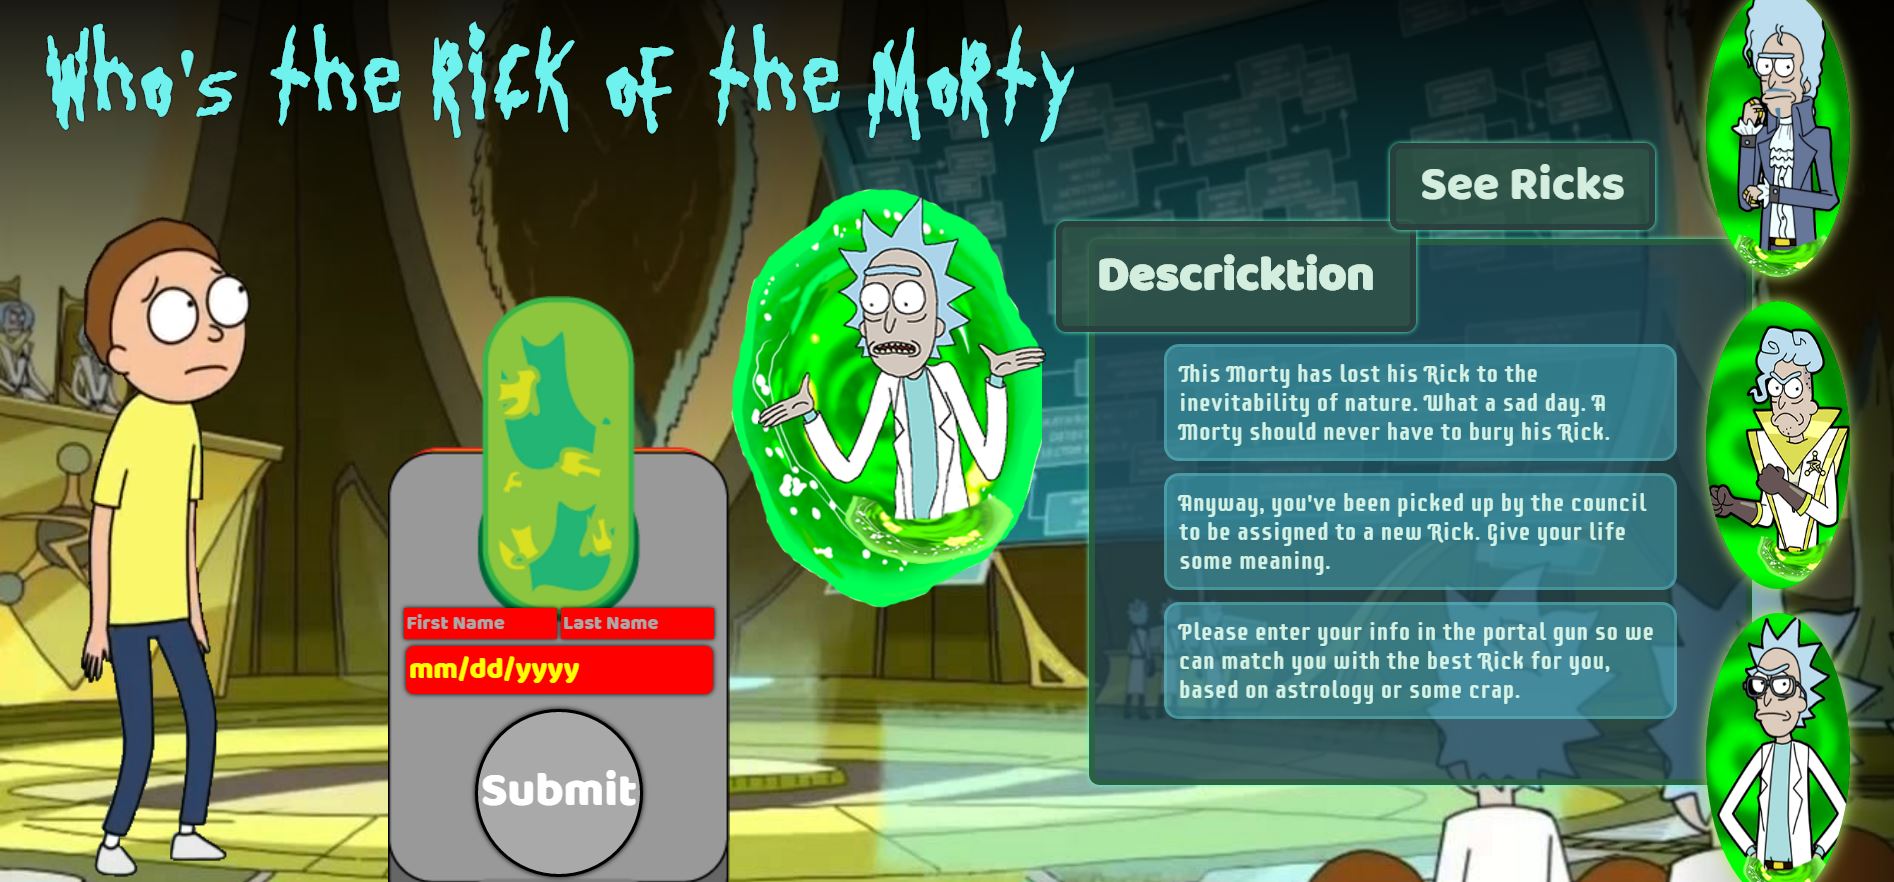 Who's the Rick of the Morty
See Ricks
Descricktion
This Morty has lost his Rick to the
inevitability of nature. What a sad day. A
Morty should never have to bury his Rick.
Anyway, you've been picked up by the council
to be assigned to a new Rick. Give your life
some meaning.
Please enter your info in the portal gun so we
can match you with the best Rick for you,
based on astrology or some crap.
First Name Last Name
mm/dd/yyyy
Submit